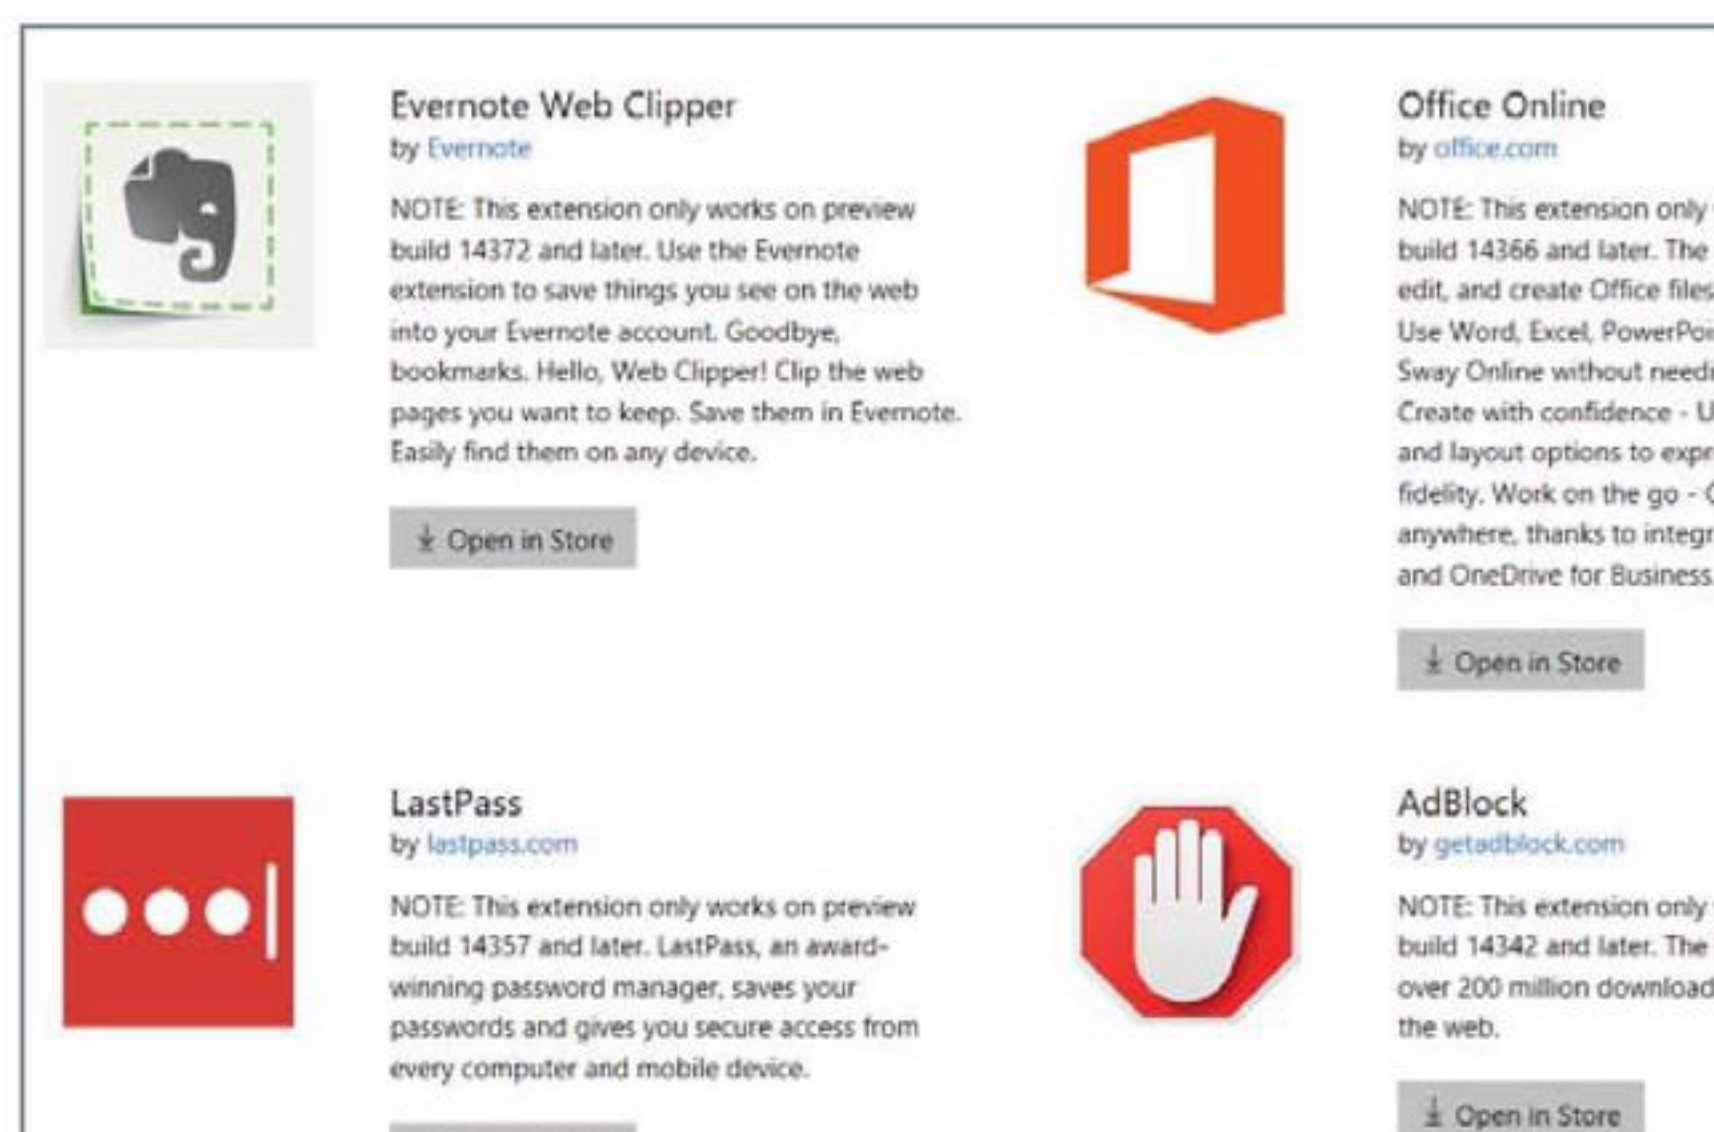 Evernote Web Clipper
by Evernote
NOTE: This extension only works on preview
build 14372 and later. Use the Evernote
extension to save things you see on the web
into your Evernote account. Goodbye,
bookmarks. Hello, Web Clipper! Clip the web
pages you want to keep. Save them in Evernote.
Easily find them on any device.
Open in Store
Office Online
by office.com
NOTE: This extension only
build 14366 and later. The
edit, and create Office files
Use Word, Excel,
Sway Online without
Create with confidence -
and layout options to
fidelity. Work on the go -
anywhere, thanks to
and OneDrive for Business
Open in Store
LastPass
by lastpass.com
NOTE: This extension only works on preview
build 14357 and later. LastPass, an award-
winning password manager, saves your
passwords and gives you secure access from
every computer and mobile device.
AdBlock
by getadblock.com
NOTE: This extension only
build 14342 and later. The
over 200 million
the web.
Open in Store